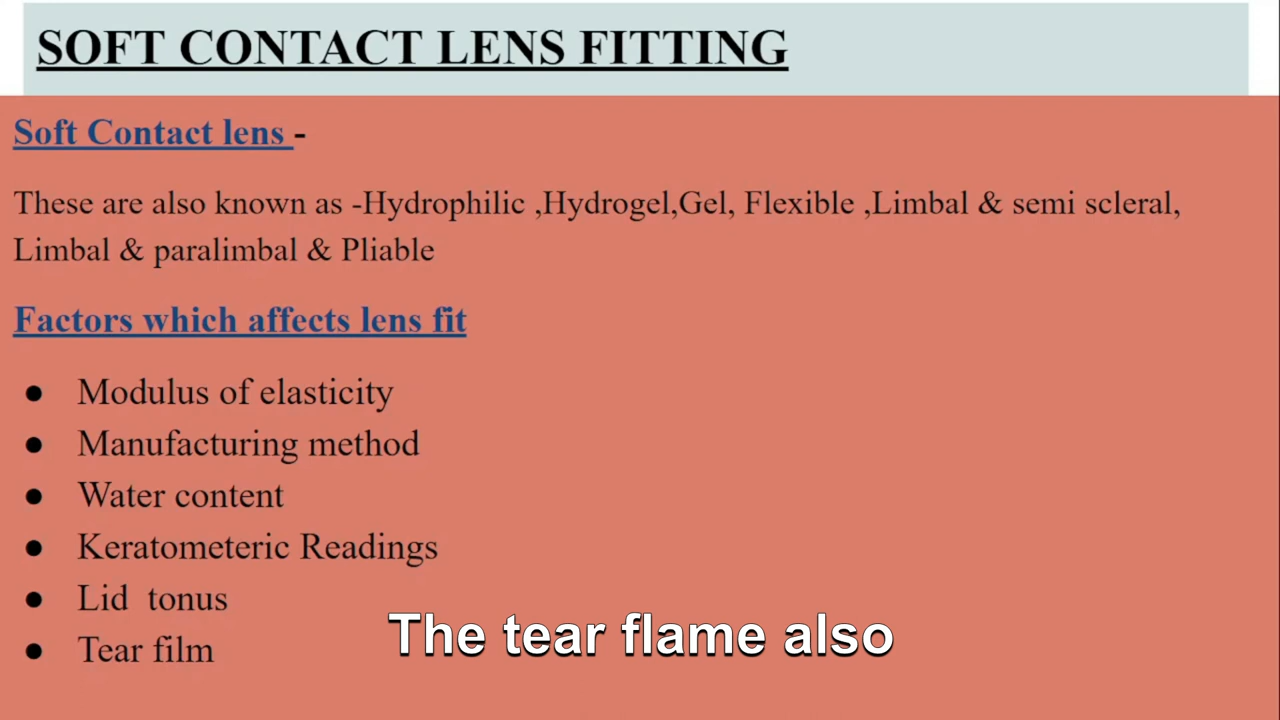 SOFT CONTACT LENS FITTING
Soft Contact lens -
These are also known as -Hydrophilic ,Hydrogel,Gel, Flexible ,Limbal & semi scleral,
Limbal & paralimbal & Pliable
Factors which affects lens fit
● Modulus of elasticity
● Manufacturing method
● Water content
● Keratometeric Readings
● Lid tonus
● Tear film
The tear flame also